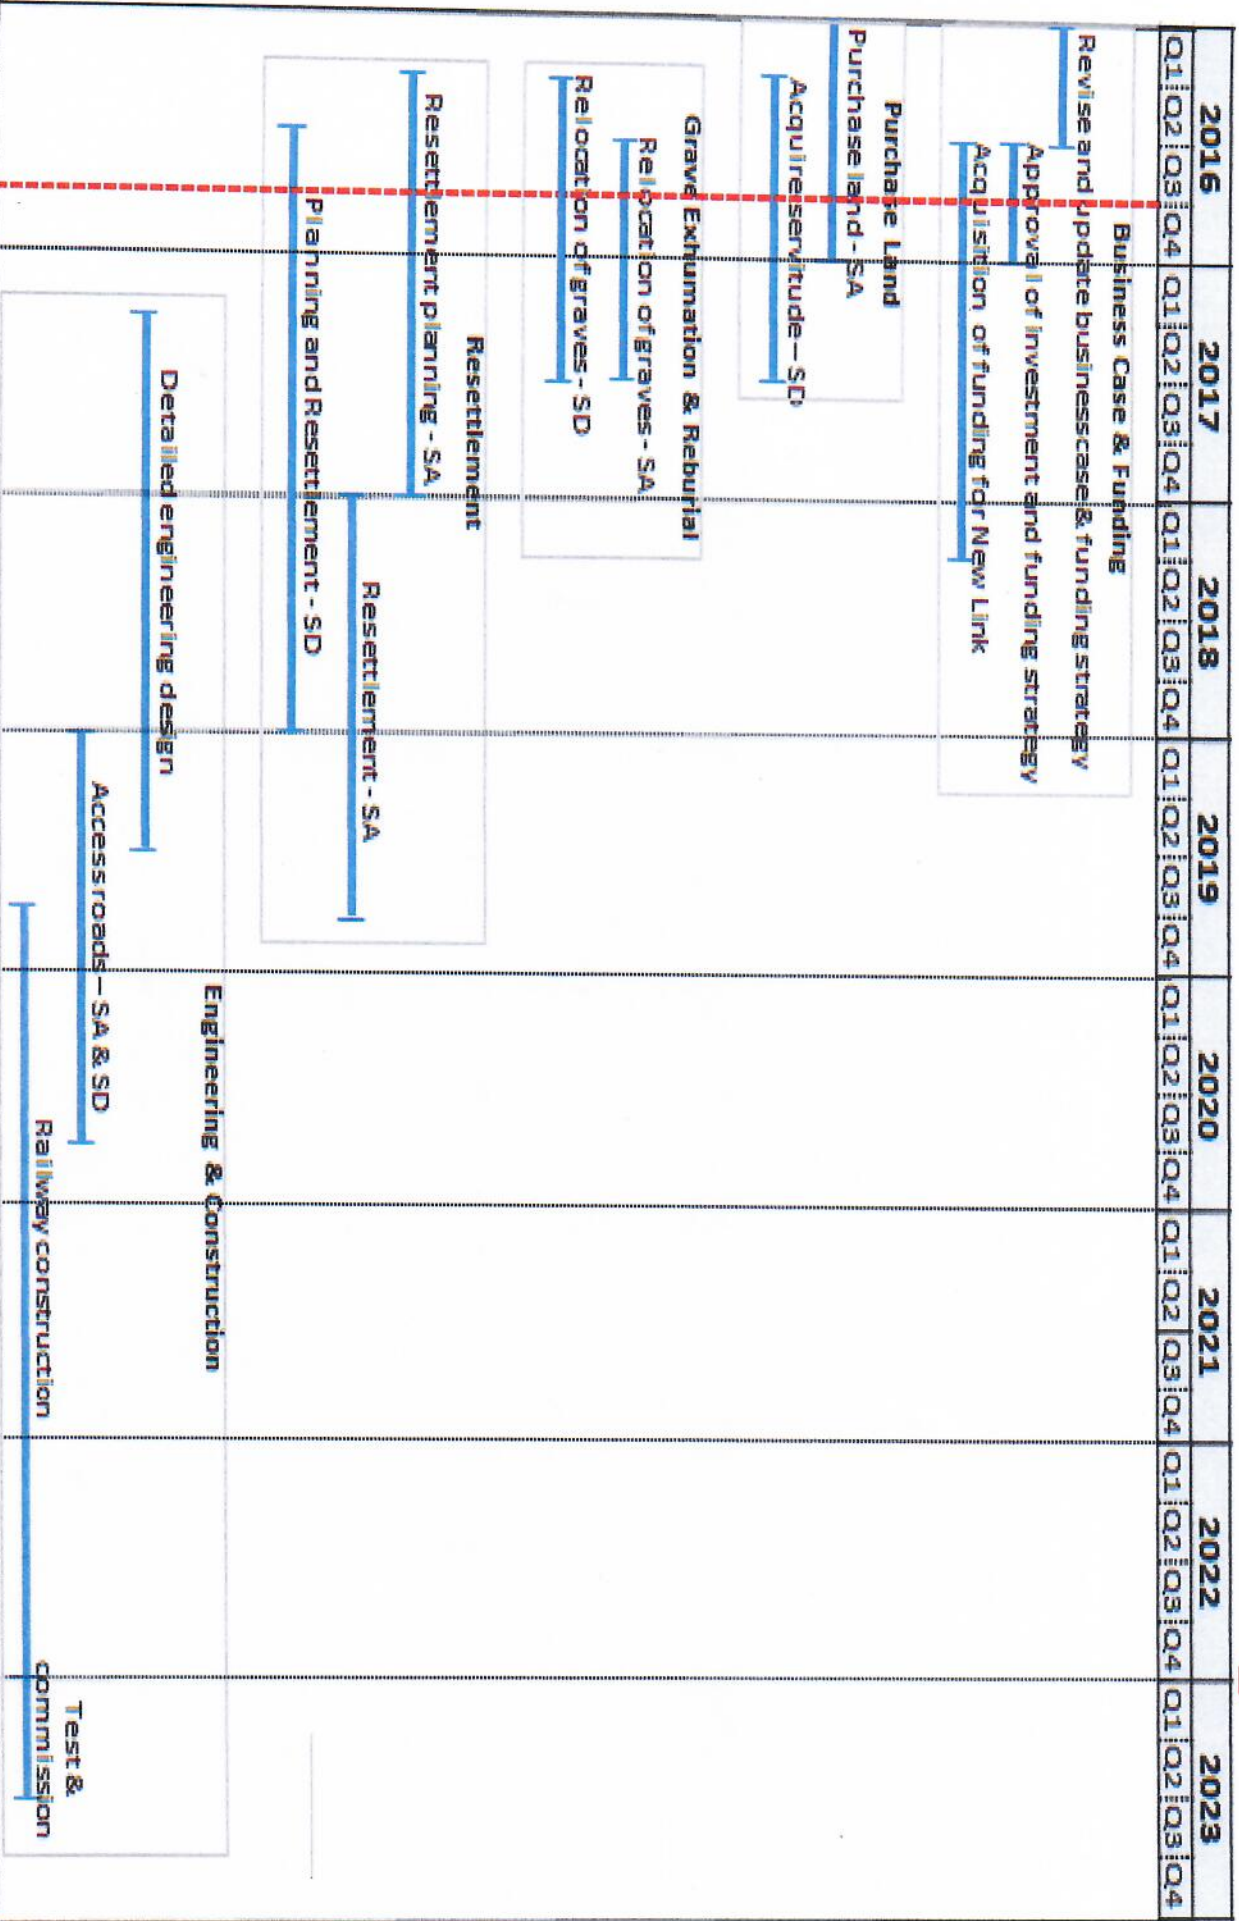 2016 2017 2018 2019 2020 2021 2022 2023
Q1 Q2 Q3 Q4 Q1 Q2 Q3 Q4 Q1 Q2 Q3 Q4 Q1 Q2 Q3 Q4 Q1 Q2 Q3 Q4 Q1 Q2 Q3 Q4 Q1 Q2 Q3 Q4 Q1 Q2 Q3 Q4
Business Case & Funding
Revise and update business case & funding strategy
Approval of investment and funding strategy
Acquisition of funding for New Link
Purchase Land
Purchase land - SA
Acquire servitude – SD
Grave Exhumation & Reburial
Relocation of graves - SA
Relocation of graves - SD
Resettlement
Resettlement planning - SA
Resettlement - SA
Planning and Resettlement - SD
Engineering & Construction
Detailed engineering design
Access roads – SA & SD
Test &
Railway construction commission